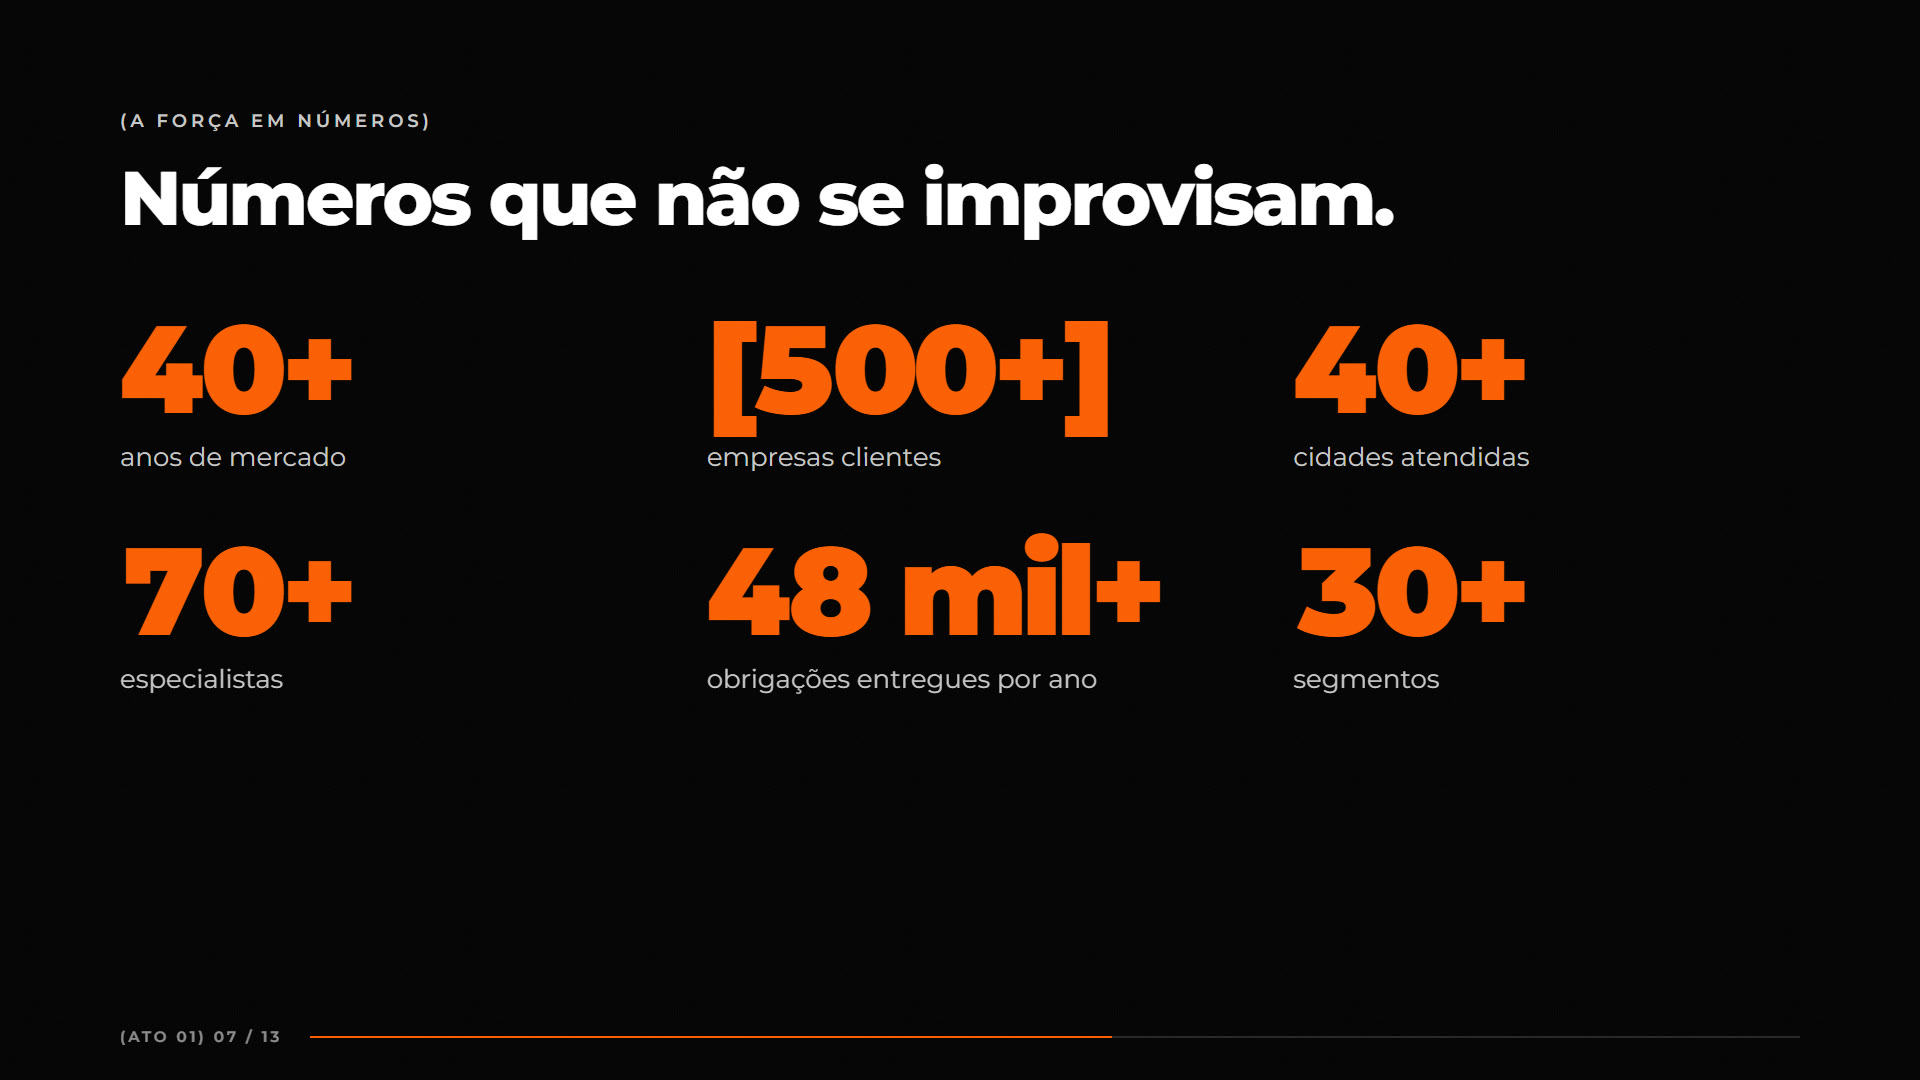 (A FORÇA EM NÚMEROS)
Números que não se improvisam.
40+
anos de mercado
[500+]
empresas clientes
40+
cidades atendidas
70+
especialistas
48 mil+
obrigações entregues por ano
30+
segmentos
(ATO 01) 07 / 13